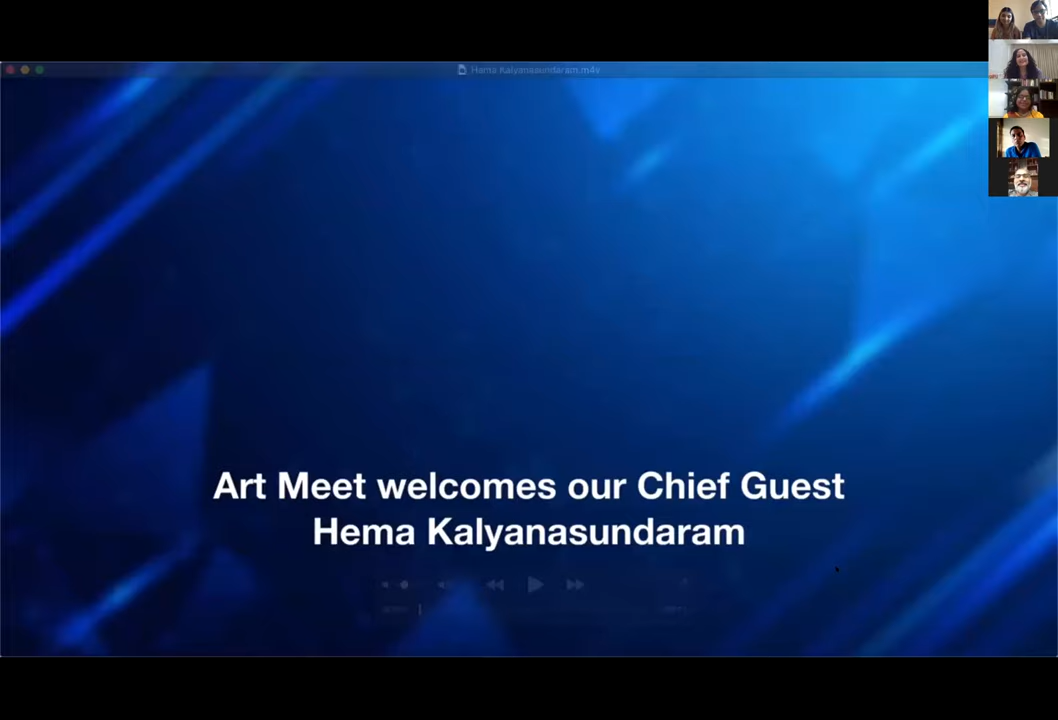 Hema Kalyanasundaram.m4v
Art Meet welcomes our Chief Guest
Hema Kalyanasundaram